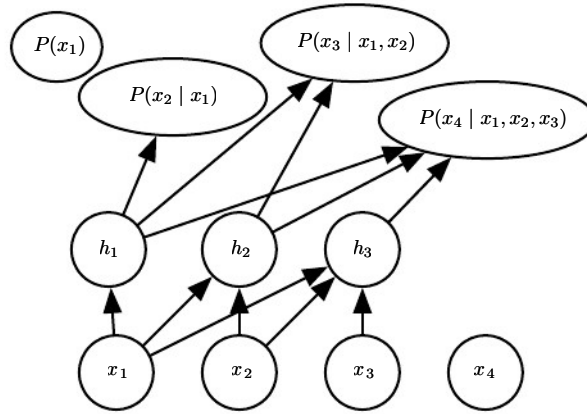 P(x₁)
P(x₃ | x₁, x₂)
P(x₂ | x₁)
P(x₄ | x₁, x₂, x₃)
h₁
h₂
h₃
x₁
x₂
x₃
x₄